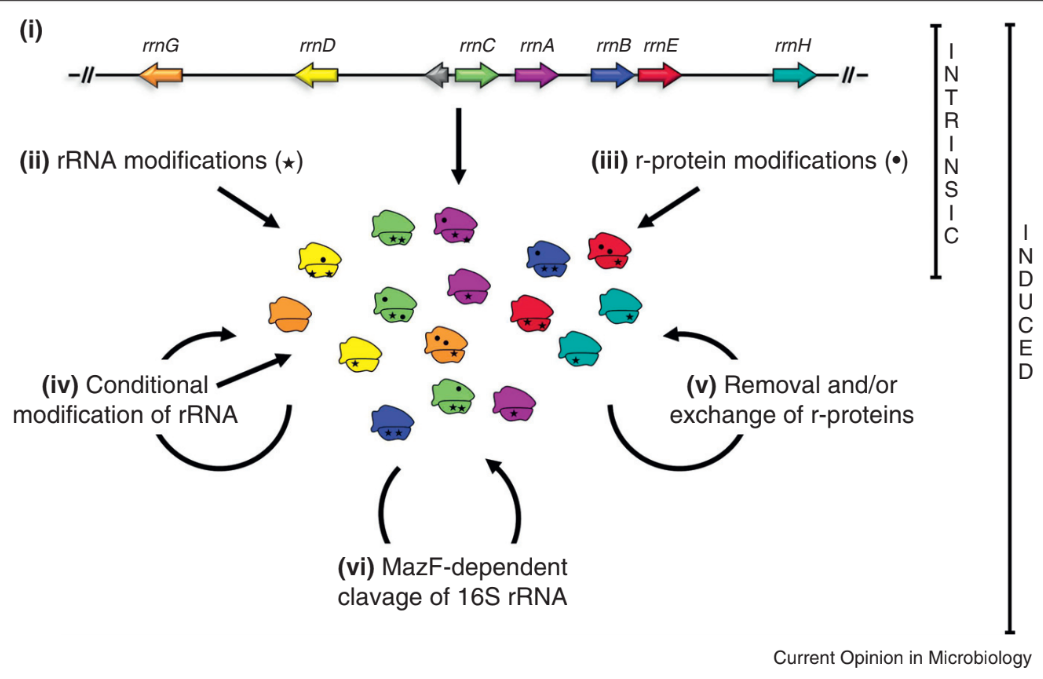 (i)
rrnG rrnD rrnC rrnA rrnB rrnE rrnH
(ii) rRNA modifications (★)
(iii) r-protein modifications (•)
INTRINSIC
INDUCED
(iv) Conditional
modification of rRNA
(v) Removal and/or
exchange of r-proteins
(vi) MazF-dependent
clavage of 16S rRNA
Current Opinion in Microbiology